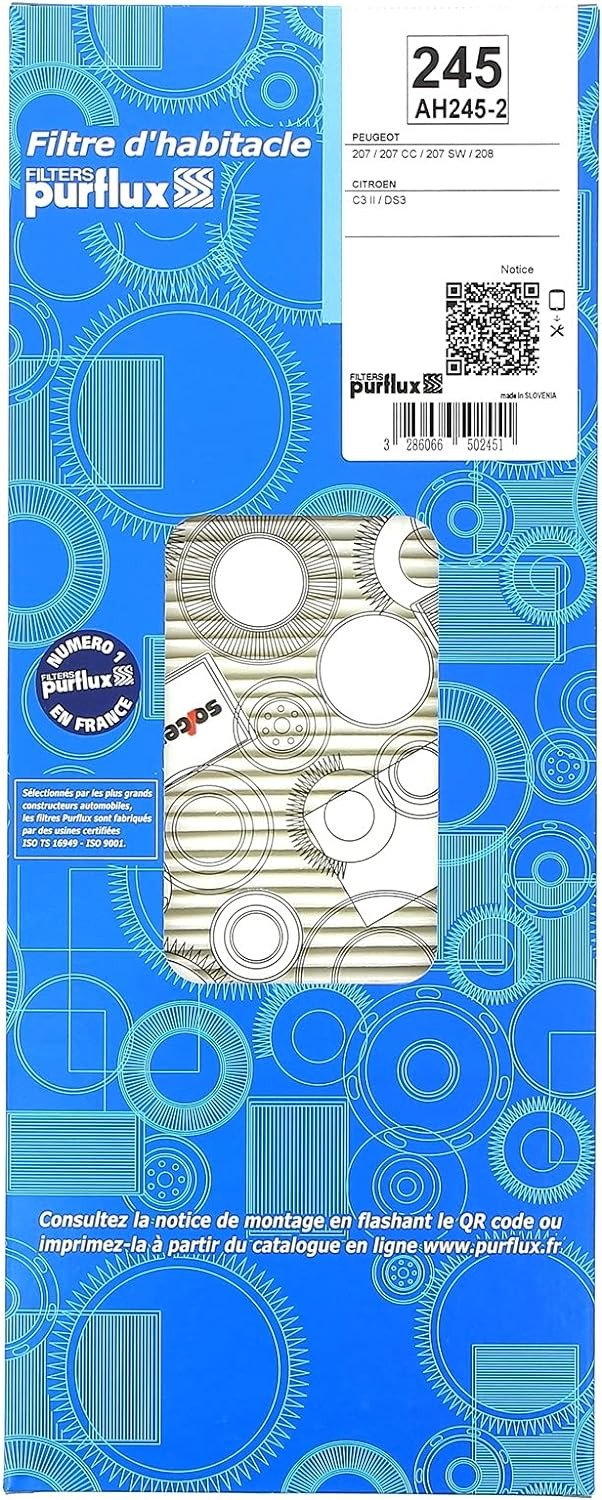 Filtre d'habitacle
FILTERS
purflux
245
AH245-2
PEUGEOT
207 / 207 CC / 207 SW / 208
CITROEN
C3 II / DS3
Notice
FILTERS
purflux
made in SLOVENIA
3 286066 502451
NUMERO 1
FILTERS
purflux
EN FRANCE
Sélectionnés par les plus grands
constructeurs automobiles,
les filtres Purflux sont fabriqués
par des usines certifiées
ISO TS 16949 - ISO 9001.
Consultez la notice de montage en flashant le QR code ou
imprimez-la à partir du catalogue en ligne www.purflux.fr